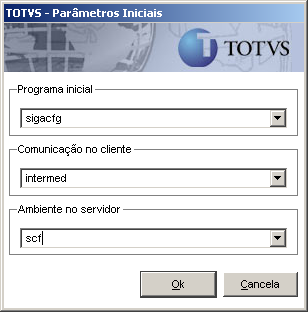 TOTVS - Parâmetros Iniciais
TOTVS
Programa inicial
sigacfg
Comunicação no cliente
intermed
Ambiente no servidor
scf
Ok
Cancela